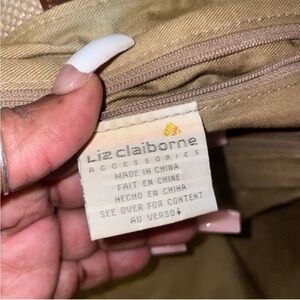 Liz claiborne
ACCESSORIES
MADE IN CHINA
FAIT EN CHINE
HECHO EN CHINA
SEE OVER FOR CONTENT
AU VERSO